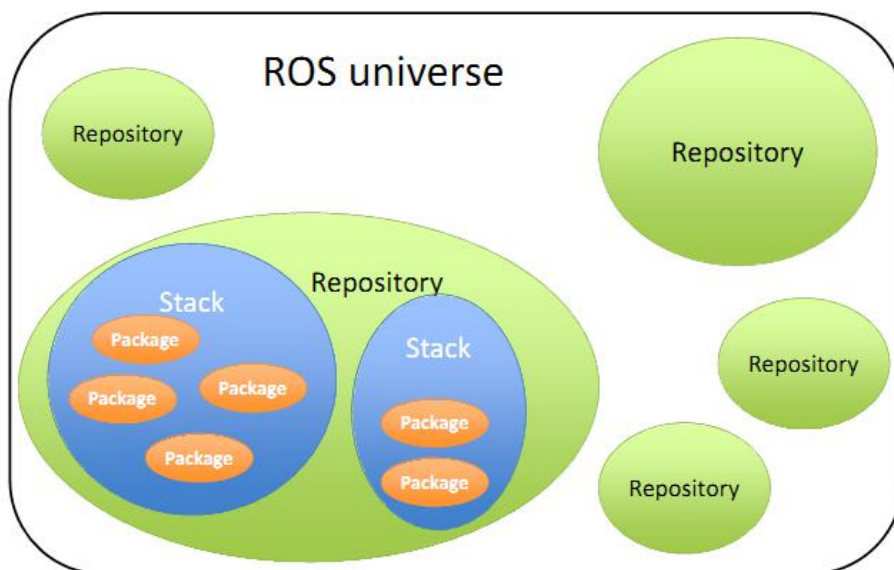 ROS universe
Repository
Repository
Repository
Stack
Package
Package
Package
Package
Stack
Package
Package
Repository
Repository